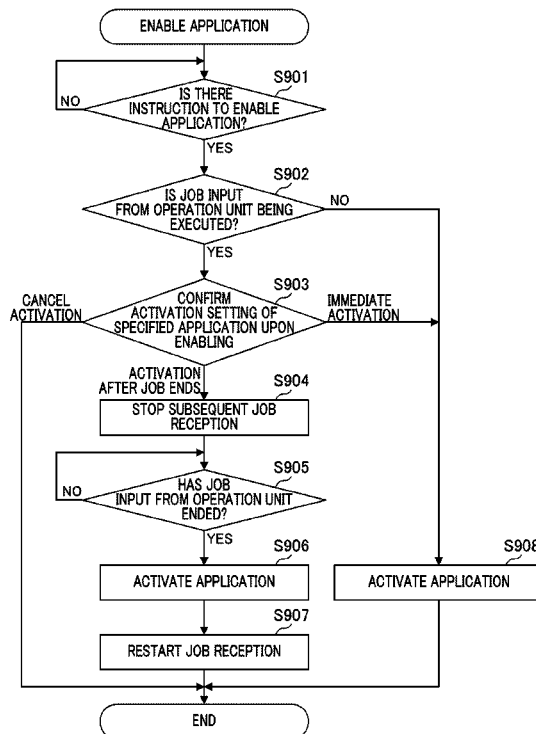 ENABLE APPLICATION
S901
IS THERE
INSTRUCTION TO ENABLE
APPLICATION?
NO
YES
S902
IS JOB INPUT
FROM OPERATION UNIT BEING
EXECUTED?
NO
YES
S903
CANCEL
ACTIVATION
CONFIRM
ACTIVATION SETTING OF
SPECIFIED APPLICATION UPON
ENABLING
IMMEDIATE
ACTIVATION
ACTIVATION
AFTER JOB ENDS
S904
STOP SUBSEQUENT JOB
RECEPTION
S905
HAS JOB
INPUT FROM OPERATION UNIT
ENDED?
NO
YES
S906
ACTIVATE APPLICATION
S908
ACTIVATE APPLICATION
S907
RESTART JOB RECEPTION
END